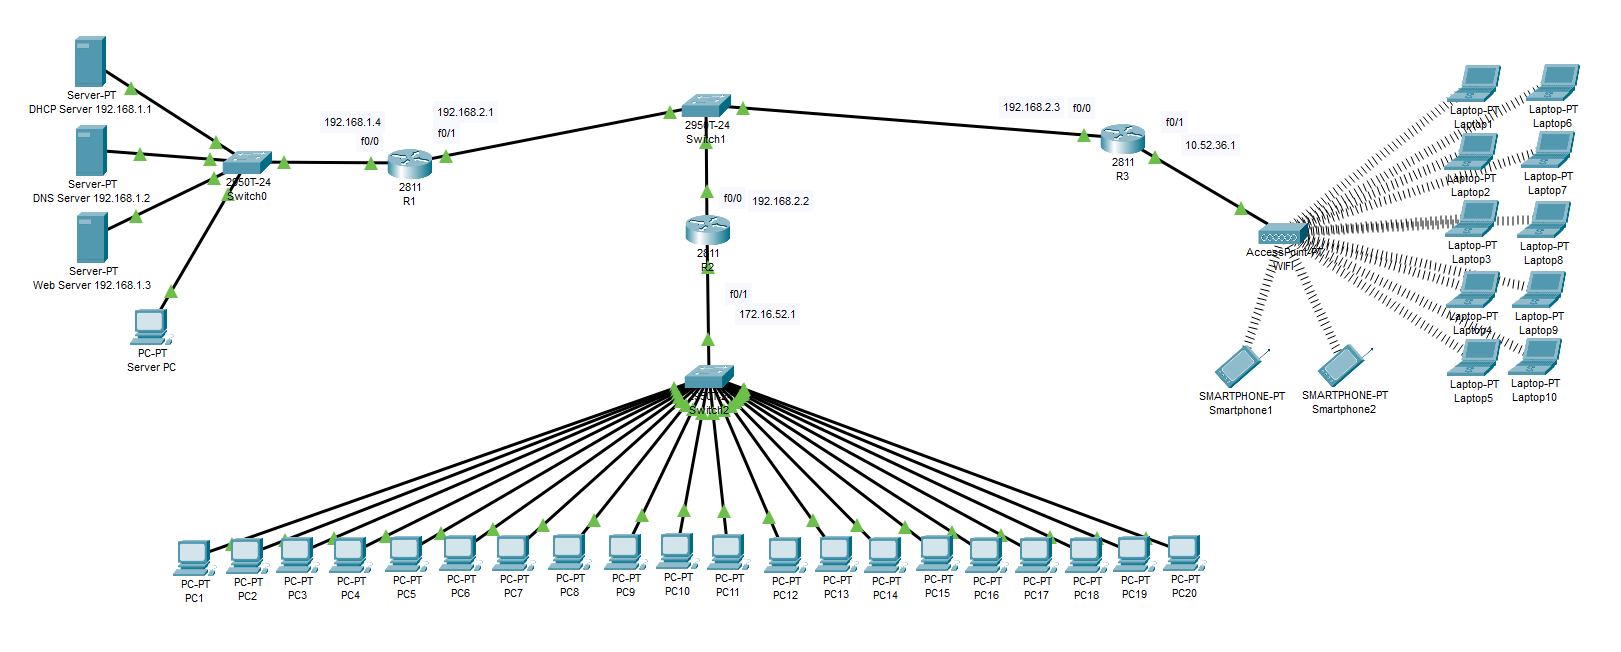 Server-PT
DHCP Server 192.168.1.1
Server-PT
DNS Server 192.168.1.2
Server-PT
Web Server 192.168.1.3
PC-PT
Server PC
2950T-24
Switch0
192.168.1.4
f0/0
192.168.2.1
f0/1
2811
R1
2950T-24
Switch1
f0/0
192.168.2.2
2811
R2
f0/1
172.16.52.1
Switch2
192.168.2.3
f0/0
f0/1
10.52.36.1
2811
R3
AccessPoint-PT
WIFI
SMARTPHONE-PT
Smartphone1
SMARTPHONE-PT
Smartphone2
Laptop-PT
Laptop1
Laptop-PT
Laptop6
Laptop-PT
Laptop2
Laptop-PT
Laptop7
Laptop-PT
Laptop3
Laptop-PT
Laptop8
Laptop-PT
Laptop4
Laptop-PT
Laptop9
Laptop-PT
Laptop5
Laptop-PT
Laptop10
PC-PT
PC1
PC-PT
PC2
PC-PT
PC3
PC-PT
PC4
PC-PT
PC5
PC-PT
PC6
PC-PT
PC7
PC-PT
PC8
PC-PT
PC9
PC-PT
PC10
PC-PT
PC11
PC-PT
PC12
PC-PT
PC13
PC-PT
PC14
PC-PT
PC15
PC-PT
PC16
PC-PT
PC17
PC-PT
PC18
PC-PT
PC19
PC-PT
PC20